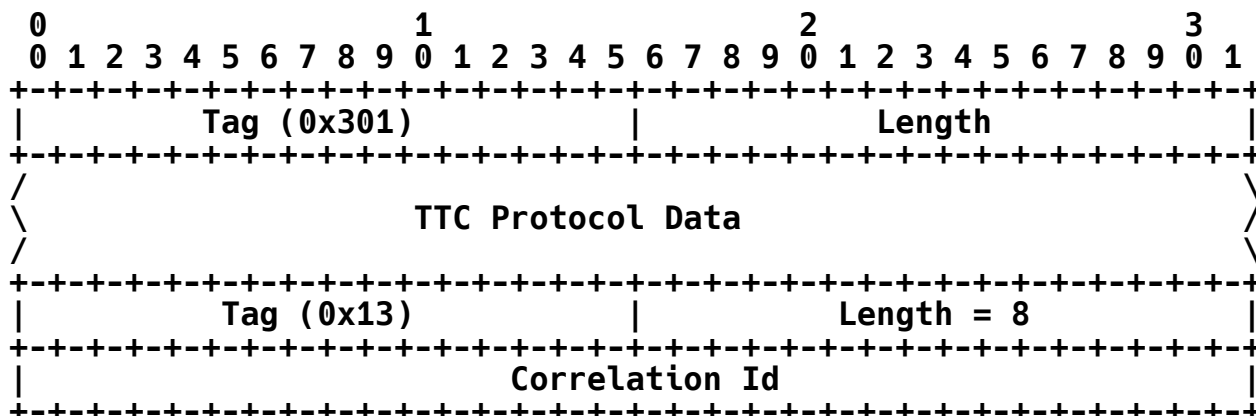 0                   1                   2                   3
 0 1 2 3 4 5 6 7 8 9 0 1 2 3 4 5 6 7 8 9 0 1 2 3 4 5 6 7 8 9 0 1
+-+-+-+-+-+-+-+-+-+-+-+-+-+-+-+-+-+-+-+-+-+-+-+-+-+-+-+-+-+-+-+-+
|         Tag (0x301)           |            Length             |
+-+-+-+-+-+-+-+-+-+-+-+-+-+-+-+-+-+-+-+-+-+-+-+-+-+-+-+-+-+-+-+-+
/                                                               \
\                    TTC Protocol Data                          /
/                                                               \
+-+-+-+-+-+-+-+-+-+-+-+-+-+-+-+-+-+-+-+-+-+-+-+-+-+-+-+-+-+-+-+-+
|          Tag (0x13)           |          Length = 8           |
+-+-+-+-+-+-+-+-+-+-+-+-+-+-+-+-+-+-+-+-+-+-+-+-+-+-+-+-+-+-+-+-+
|                         Correlation Id                        |
+-+-+-+-+-+-+-+-+-+-+-+-+-+-+-+-+-+-+-+-+-+-+-+-+-+-+-+-+-+-+-+-+